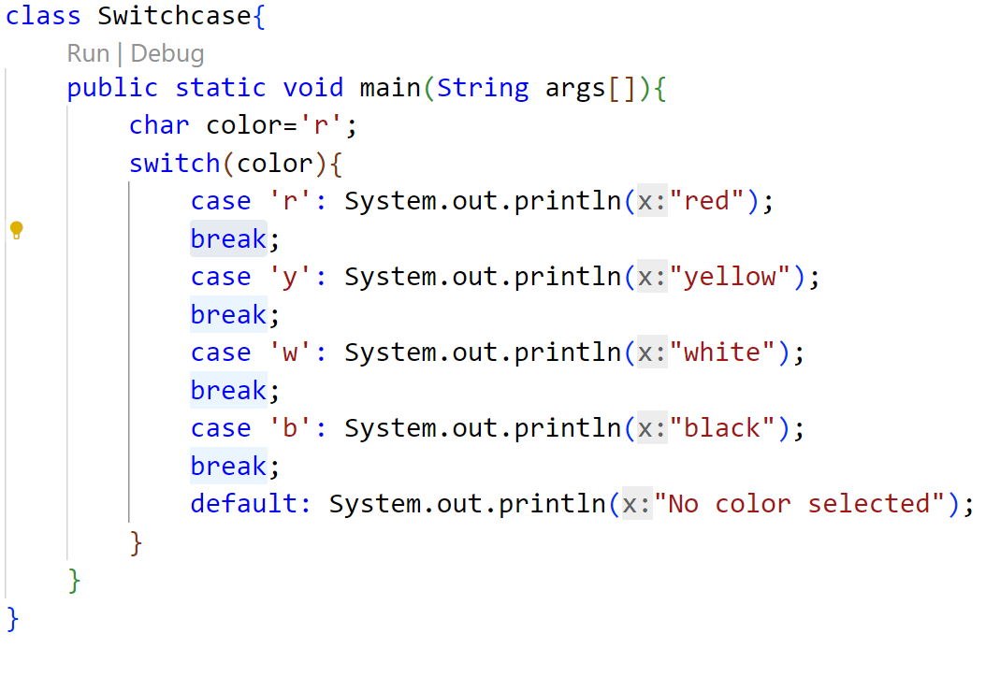 class Switchcase{
Run | Debug
public static void main(String args[]){
char color='r';
switch(color){
case 'r': System.out.println(x:"red");
break;
case 'y': System.out.println(x:"yellow");
break;
case 'w': System.out.println(x:"white");
break;
case 'b': System.out.println(x:"black");
break;
default: System.out.println(x:"No color selected");
}
}
}